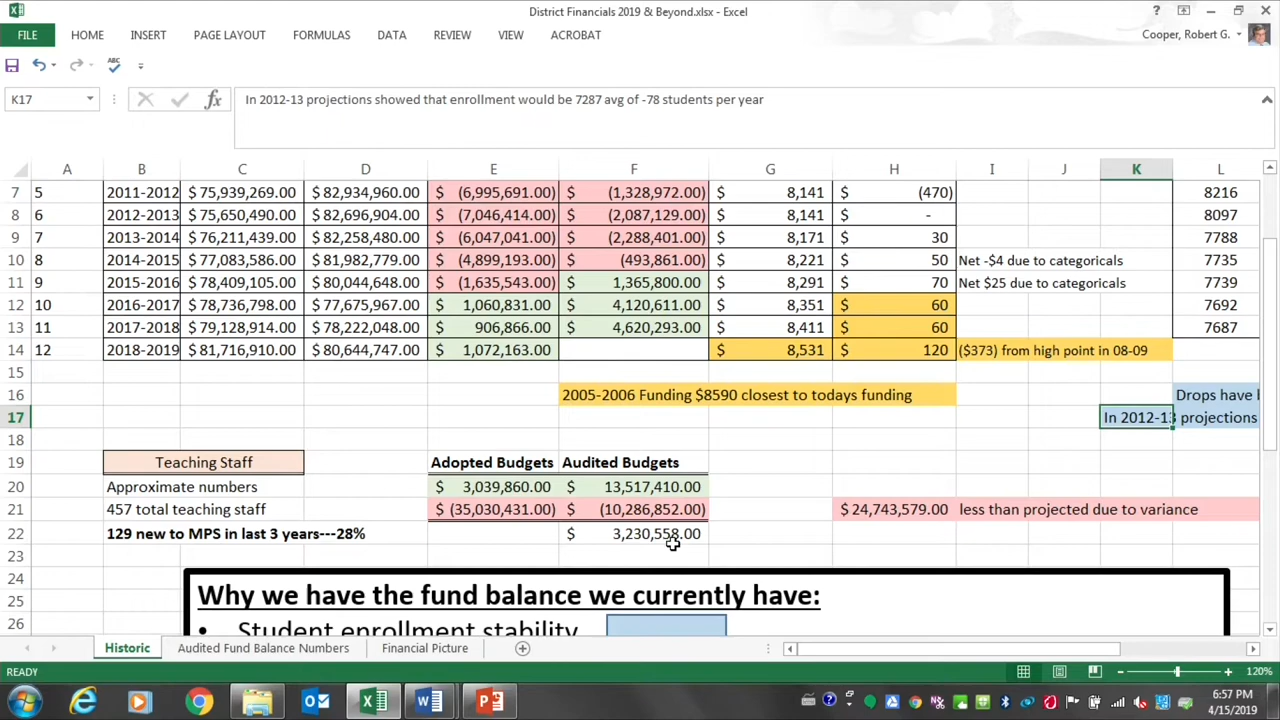 District Financials 2019 & Beyond.xlsx - Excel
?
FILE HOME INSERT PAGE LAYOUT FORMULAS DATA REVIEW VIEW ACROBAT Cooper, Robert G.
ABC
K17 fx In 2012-13 projections showed that enrollment would be 7287 avg of -78 students per year
A B C D E F G H I J K L
7 5 2011-2012 $ 75,939,269.00 $ 82,934,960.00 $ (6,995,691.00) $ (1,328,972.00) $ 8,141 $ (470) 8216
8 6 2012-2013 $ 75,650,490.00 $ 82,696,904.00 $ (7,046,414.00) $ (2,087,129.00) $ 8,141 $ - 8097
9 7 2013-2014 $ 76,211,439.00 $ 82,258,480.00 $ (6,047,041.00) $ (2,288,401.00) $ 8,171 $ 30 7788
10 8 2014-2015 $ 77,083,586.00 $ 81,982,779.00 $ (4,899,193.00) $ (493,861.00) $ 8,221 $ 50 Net -$4 due to categoricals 7735
11 9 2015-2016 $ 78,409,105.00 $ 80,044,648.00 $ (1,635,543.00) $ 1,365,800.00 $ 8,291 $ 70 Net $25 due to categoricals 7739
12 10 2016-2017 $ 78,736,798.00 $ 77,675,967.00 $ 1,060,831.00 $ 4,120,611.00 $ 8,351 $ 60 7692
13 11 2017-2018 $ 79,128,914.00 $ 78,222,048.00 $ 906,866.00 $ 4,620,293.00 $ 8,411 $ 60 7687
14 12 2018-2019 $ 81,716,910.00 $ 80,644,747.00 $ 1,072,163.00 $ 8,531 $ 120 ($373) from high point in 08-09
15
16 2005-2006 Funding $8590 closest to todays funding Drops have
17 In 2012-13 projections
18
19 Teaching Staff Adopted Budgets Audited Budgets
20 Approximate numbers $ 3,039,860.00 $ 13,517,410.00
21 457 total teaching staff $ (35,030,431.00) $ (10,286,852.00) $ 24,743,579.00 less than projected due to variance
22 129 new to MPS in last 3 years---28% $ 3,230,558.00
23
24
25 Why we have the fund balance we currently have:
26 • Student enrollment stability
Historic Audited Fund Balance Numbers Financial Picture
READY 120%
6:57 PM
4/15/2019